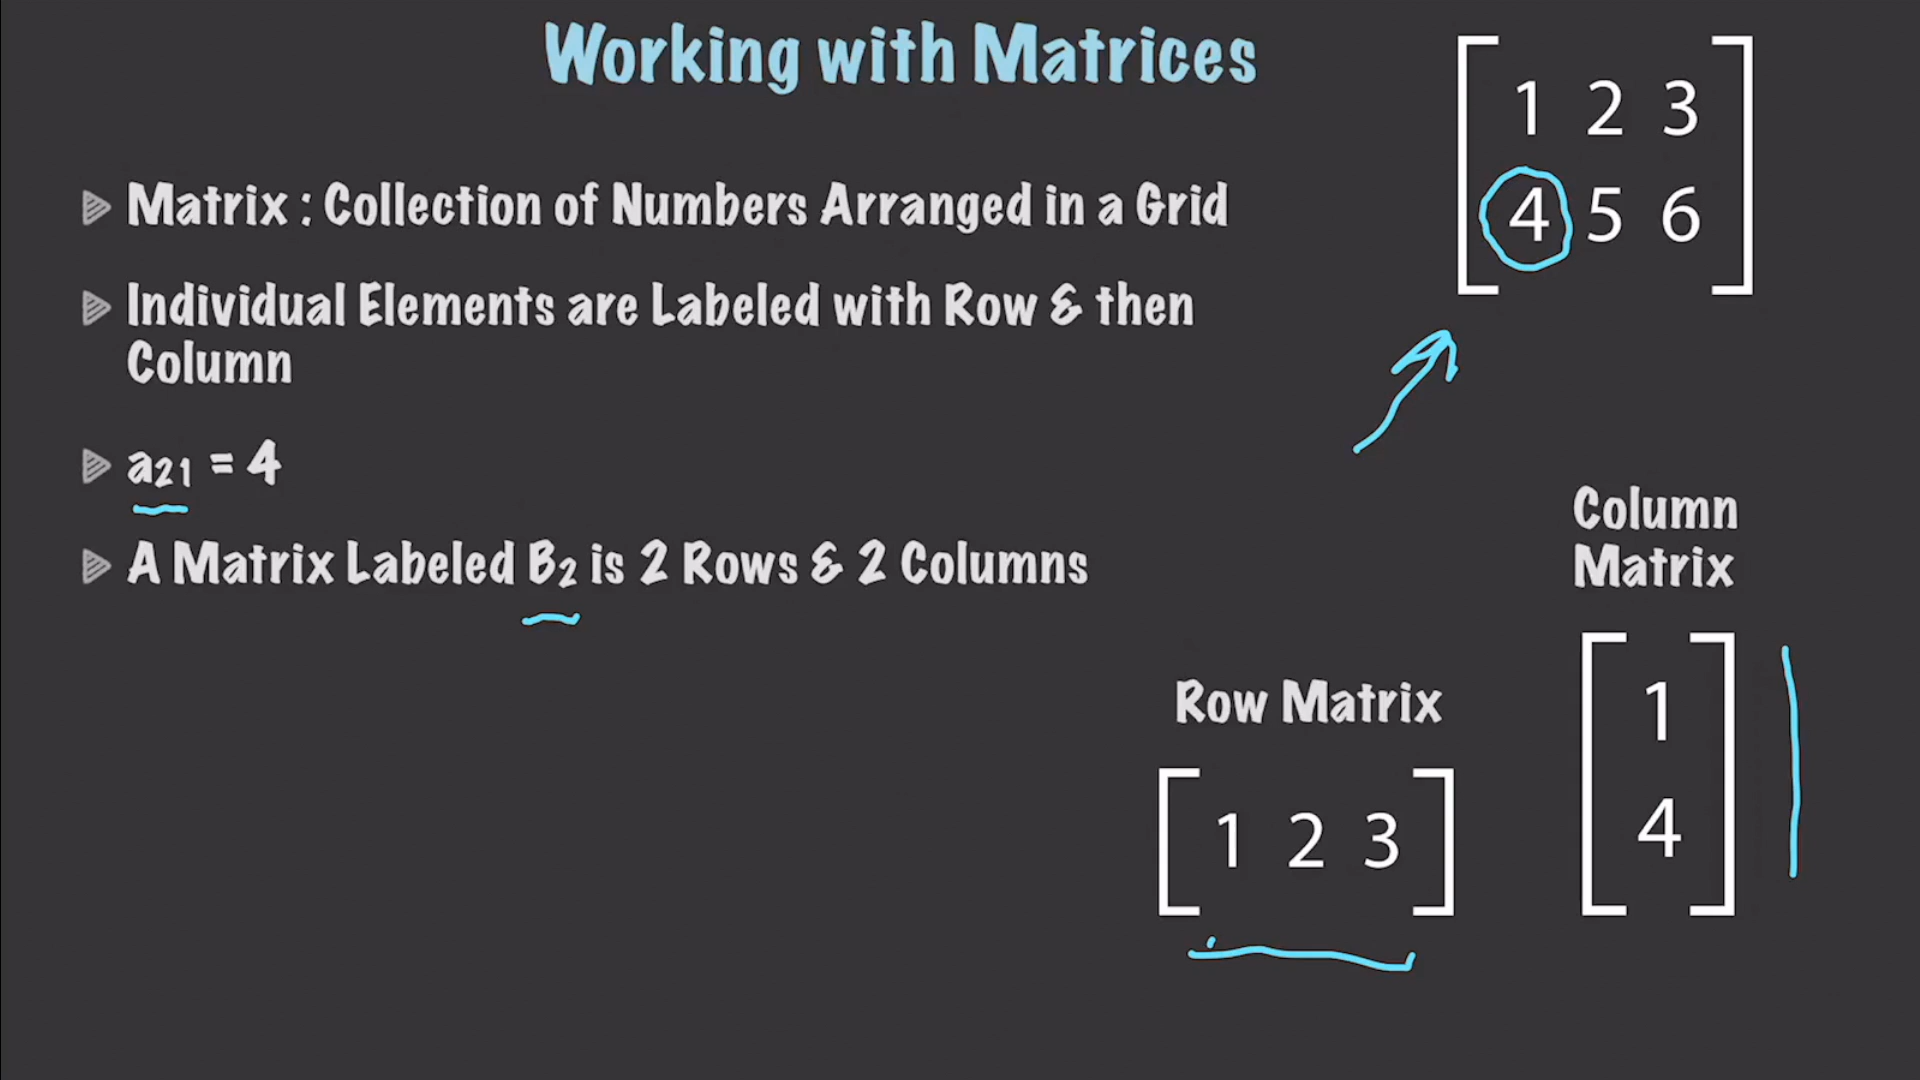 Working with Matrices
1 2 3
4 5 6
Matrix : Collection of Numbers Arranged in a Grid
Individual Elements are Labeled with Row & then
Column
a21 = 4
A Matrix Labeled B2 is 2 Rows & 2 Columns
Column
Matrix
1
4
Row Matrix
1 2 3